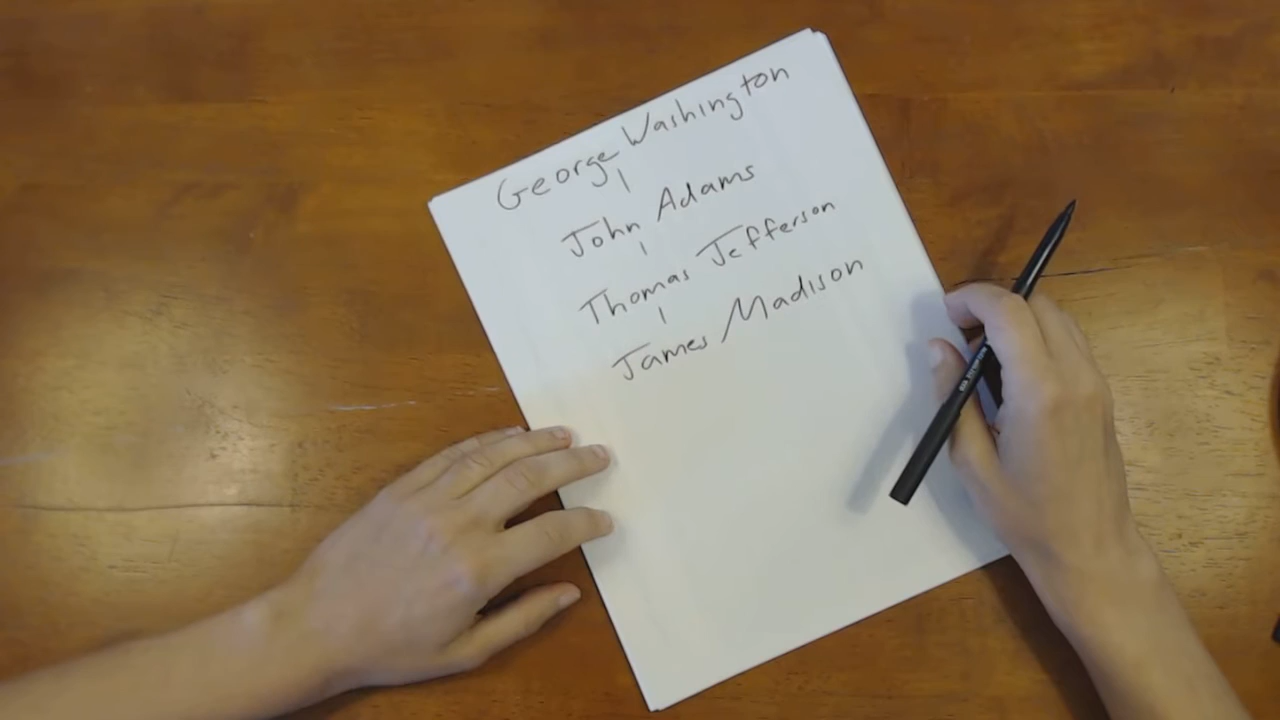 George Washington
John Adams
Thomas Jefferson
James Madison